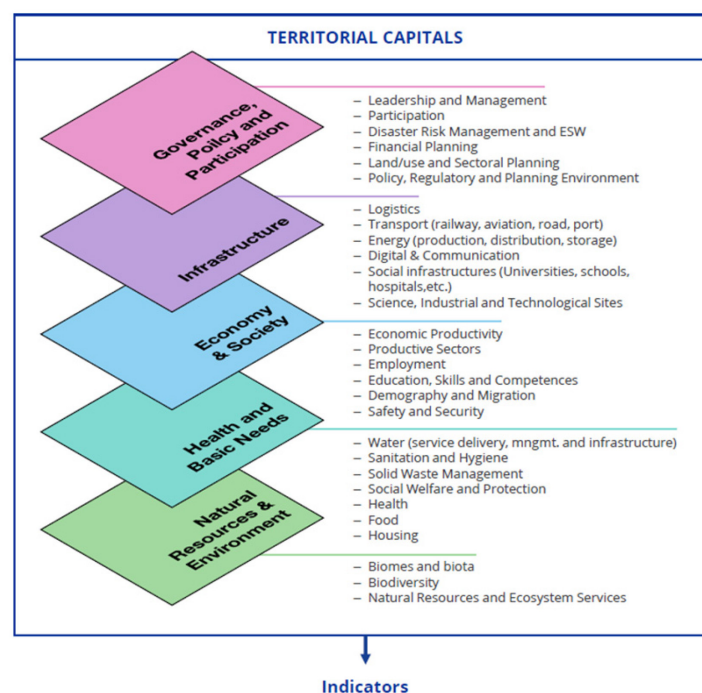 TERRITORIAL CAPITALS
Governance,
Poilcy and
Participation
– Leadership and Management
– Participation
– Disaster Risk Management and ESW
– Financial Planning
– Land/use and Sectoral Planning
– Policy, Regulatory and Planning Environment
Infrastructure
– Logistics
– Transport (railway, aviation, road, port)
– Energy (production, distribution, storage)
– Digital & Communication
– Social infrastructures (Universities, schools,
hospitals,etc.)
– Science, Industrial and Technological Sites
Economy
& Society
– Economic Productivity
– Productive Sectors
– Employment
– Education, Skills and Competences
– Demography and Migration
– Safety and Security
Health and
Basic Needs
– Water (service delivery, mngmt. and infrastructure)
– Sanitation and Hygiene
– Solid Waste Management
– Social Welfare and Protection
– Health
– Food
– Housing
Natural
Resources &
Environment
– Biomes and biota
– Biodiversity
– Natural Resources and Ecosystem Services
Indicators